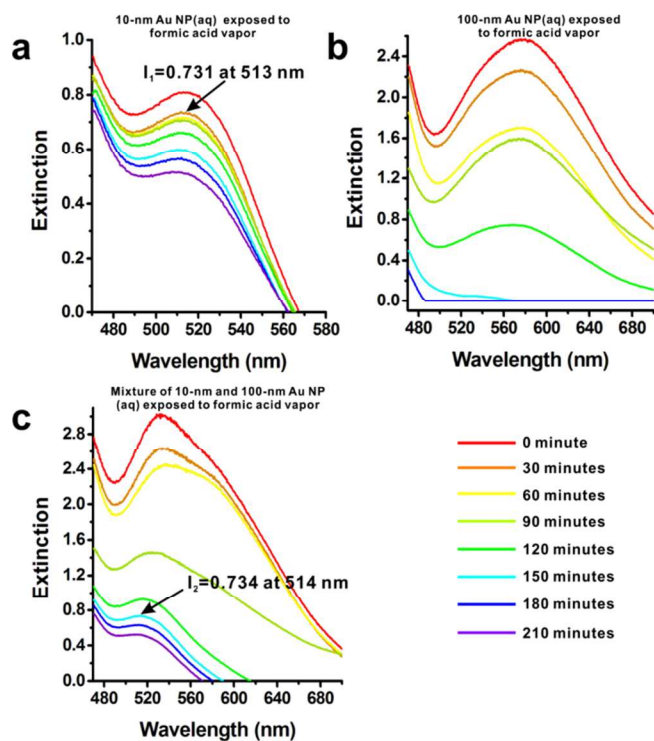 a
10-nm Au NP(aq) exposed to
formic acid vapor
I₁=0.731 at 513 nm
Extinction
1.0
0.8
0.6
0.4
0.2
0.0
480 500 520 540 560 580
Wavelength (nm)
b
100-nm Au NP(aq) exposed
to formic acid vapor
Extinction
2.4
2.0
1.6
1.2
0.8
0.4
0.0
480 520 560 600 640 680
Wavelength (nm)
c
Mixture of 10-nm and 100-nm Au NP
(aq) exposed to formic acid vapor
I₂=0.734 at 514 nm
Extinction
2.8
2.4
2.0
1.6
1.2
0.8
0.4
0.0
480 520 560 600 640 680
Wavelength (nm)
0 minute
30 minutes
60 minutes
90 minutes
120 minutes
150 minutes
180 minutes
210 minutes